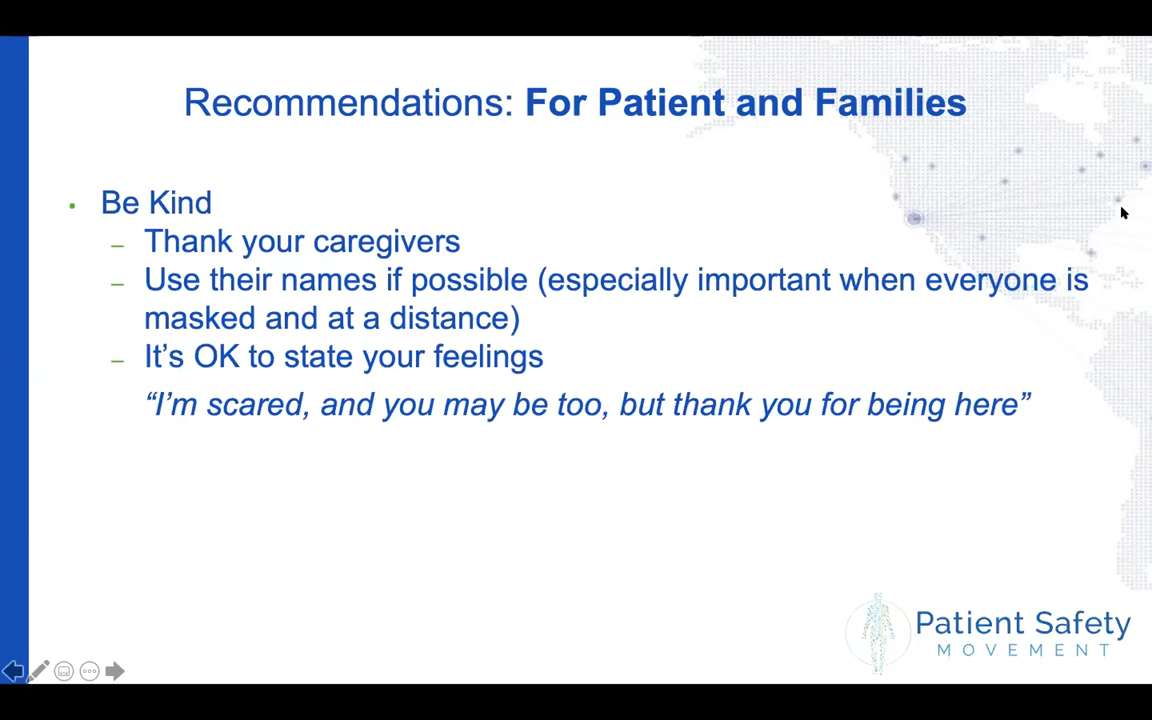 Recommendations: For Patient and Families
• Be Kind
– Thank your caregivers
– Use their names if possible (especially important when everyone is
masked and at a distance)
– It’s OK to state your feelings
“I’m scared, and you may be too, but thank you for being here”
Patient Safety
MOVEMENT